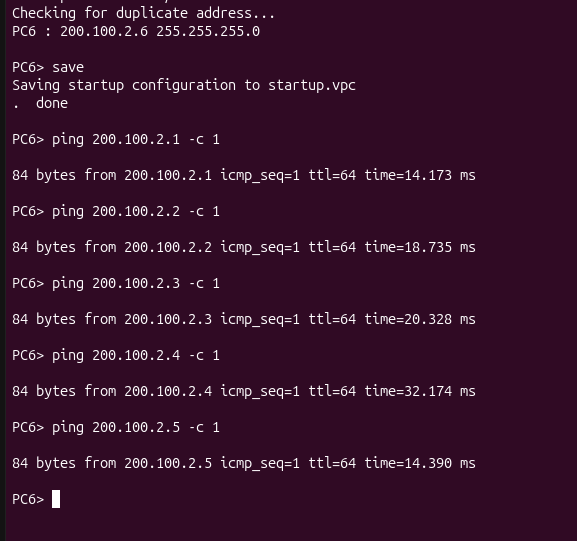 Checking for duplicate address...
PC6 : 200.100.2.6 255.255.255.0
PC6> save
Saving startup configuration to startup.vpc
.  done
PC6> ping 200.100.2.1 -c 1
84 bytes from 200.100.2.1 icmp_seq=1 ttl=64 time=14.173 ms
PC6> ping 200.100.2.2 -c 1
84 bytes from 200.100.2.2 icmp_seq=1 ttl=64 time=18.735 ms
PC6> ping 200.100.2.3 -c 1
84 bytes from 200.100.2.3 icmp_seq=1 ttl=64 time=20.328 ms
PC6> ping 200.100.2.4 -c 1
84 bytes from 200.100.2.4 icmp_seq=1 ttl=64 time=32.174 ms
PC6> ping 200.100.2.5 -c 1
84 bytes from 200.100.2.5 icmp_seq=1 ttl=64 time=14.390 ms
PC6>